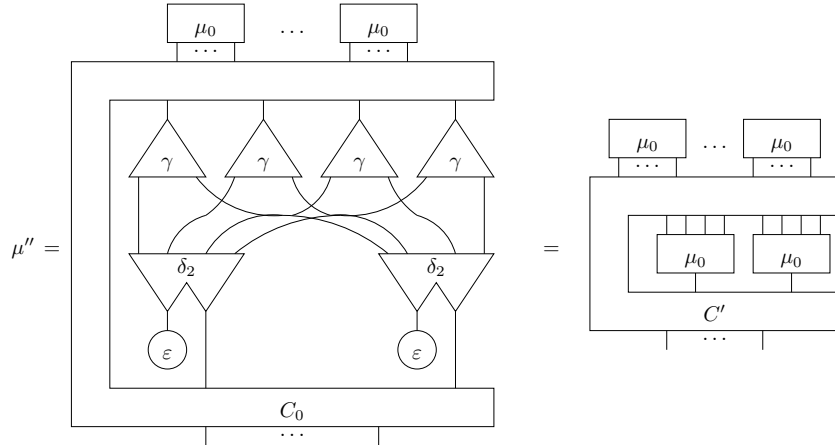 μ₀ ··· μ₀
··· ···
γ γ γ γ
μ'' =
δ₂ δ₂
ε ε
C₀
···
=
μ₀ ··· μ₀
··· ···
μ₀ μ₀
C'
···